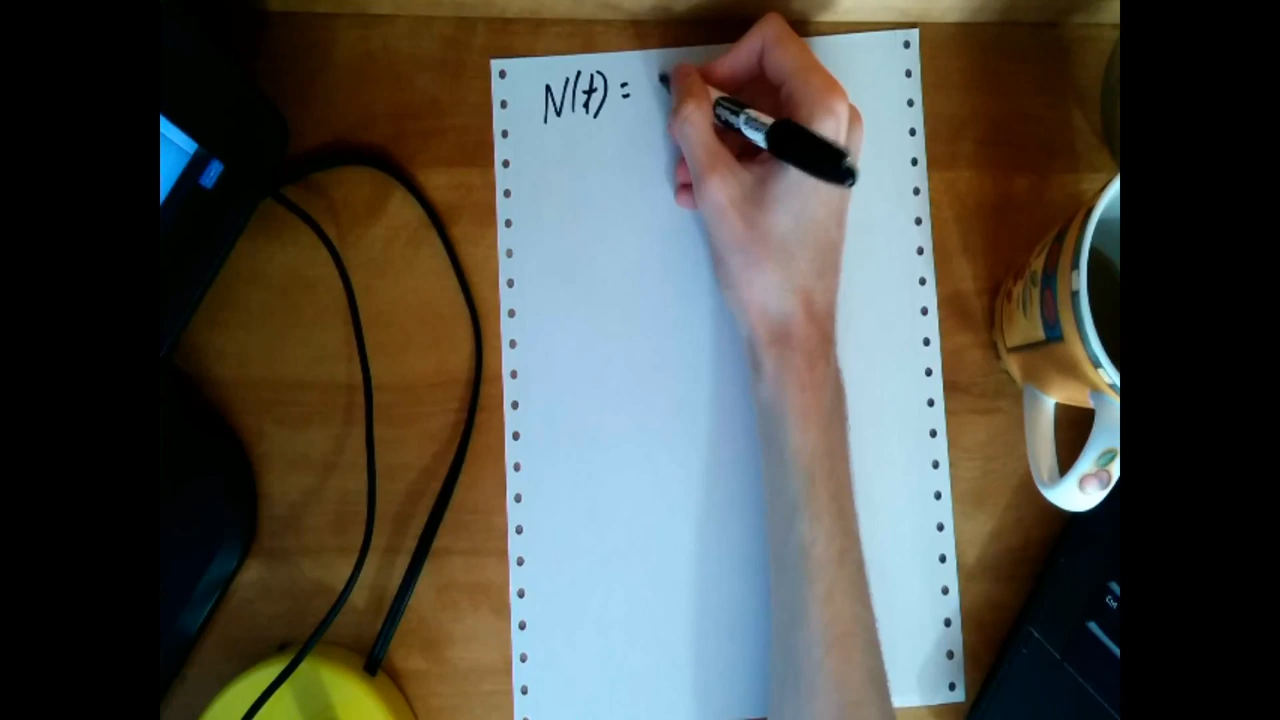 N(t) =